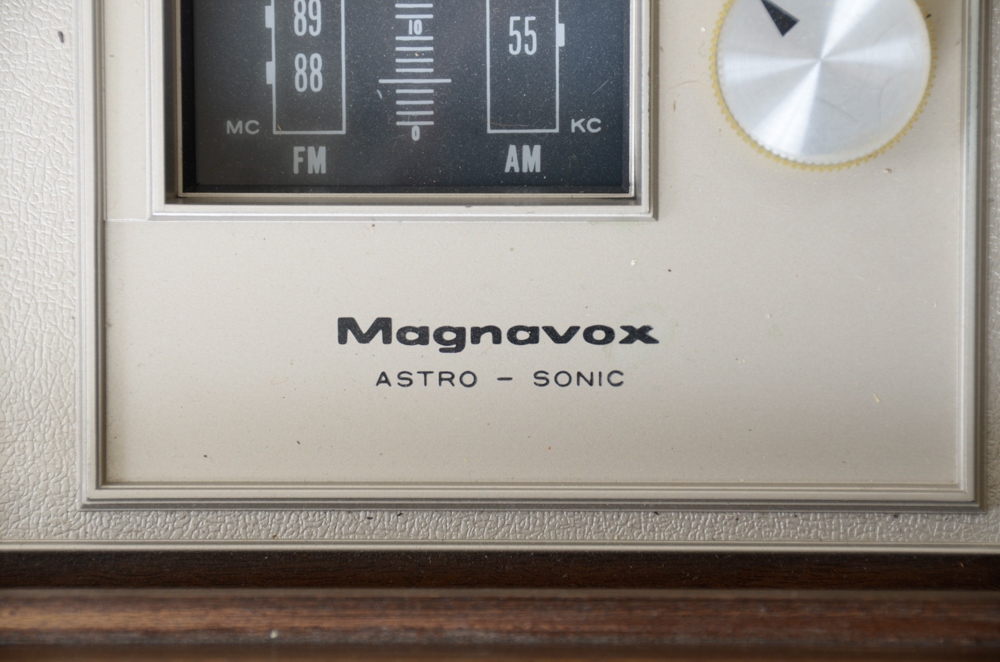 89
10
55
88
MC
0
KC
FM
AM
Magnavox
ASTRO – SONIC